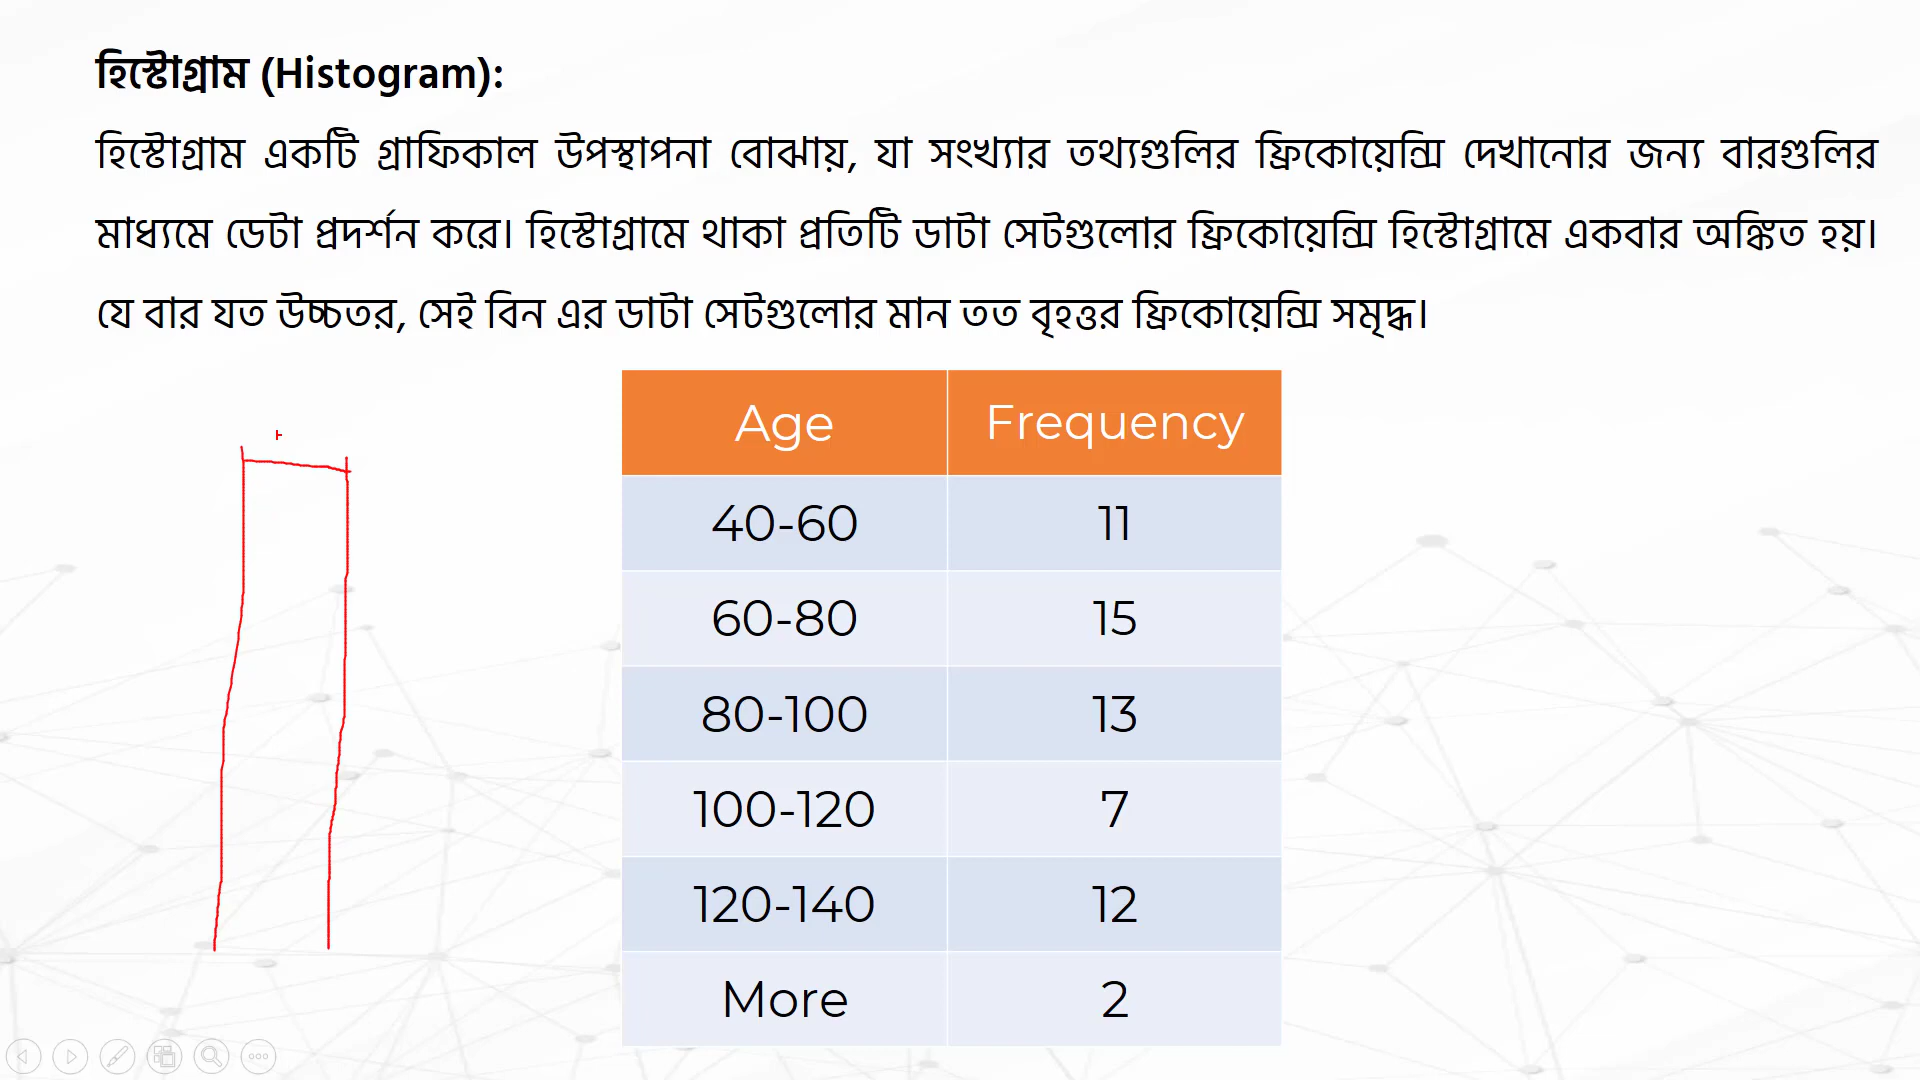 হিস্টোগ্রাম (Histogram):
হিস্টোগ্রাম একটি গ্রাফিকাল উপস্থাপনা বোঝায়, যা সংখ্যার তথ্যগুলির ফ্রিকোয়েন্সি দেখানোর জন্য বারগুলির
মাধ্যমে ডেটা প্রদর্শন করে। হিস্টোগ্রামে থাকা প্রতিটি ডাটা সেটগুলোর ফ্রিকোয়েন্সি হিস্টোগ্রামে একবার অঙ্কিত হয়।
যে বার যত উচ্চতর, সেই বিন এর ডাটা সেটগুলোর মান তত বৃহত্তর ফ্রিকোয়েন্সি সমৃদ্ধ।
Age Frequency
40-60 11
60-80 15
80-100 13
100-120 7
120-140 12
More 2